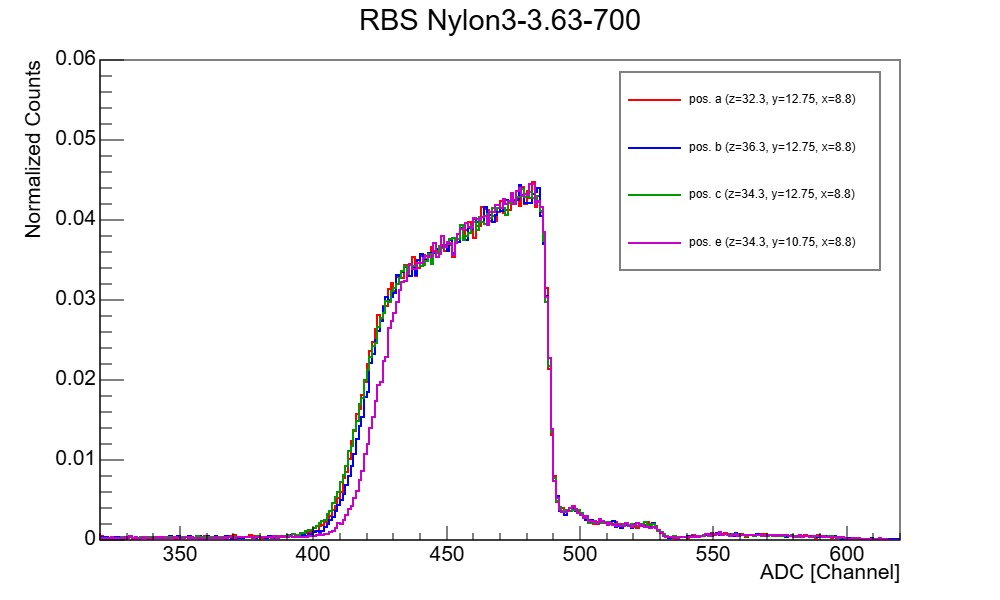 RBS Nylon3-3.63-700
Normalized Counts
0.06
0.05
0.04
0.03
0.02
0.01
0
pos. a (z=32.3, y=12.75, x=8.8)
pos. b (z=36.3, y=12.75, x=8.8)
pos. c (z=34.3, y=12.75, x=8.8)
pos. e (z=34.3, y=10.75, x=8.8)
350 400 450 500 550 600
ADC [Channel]